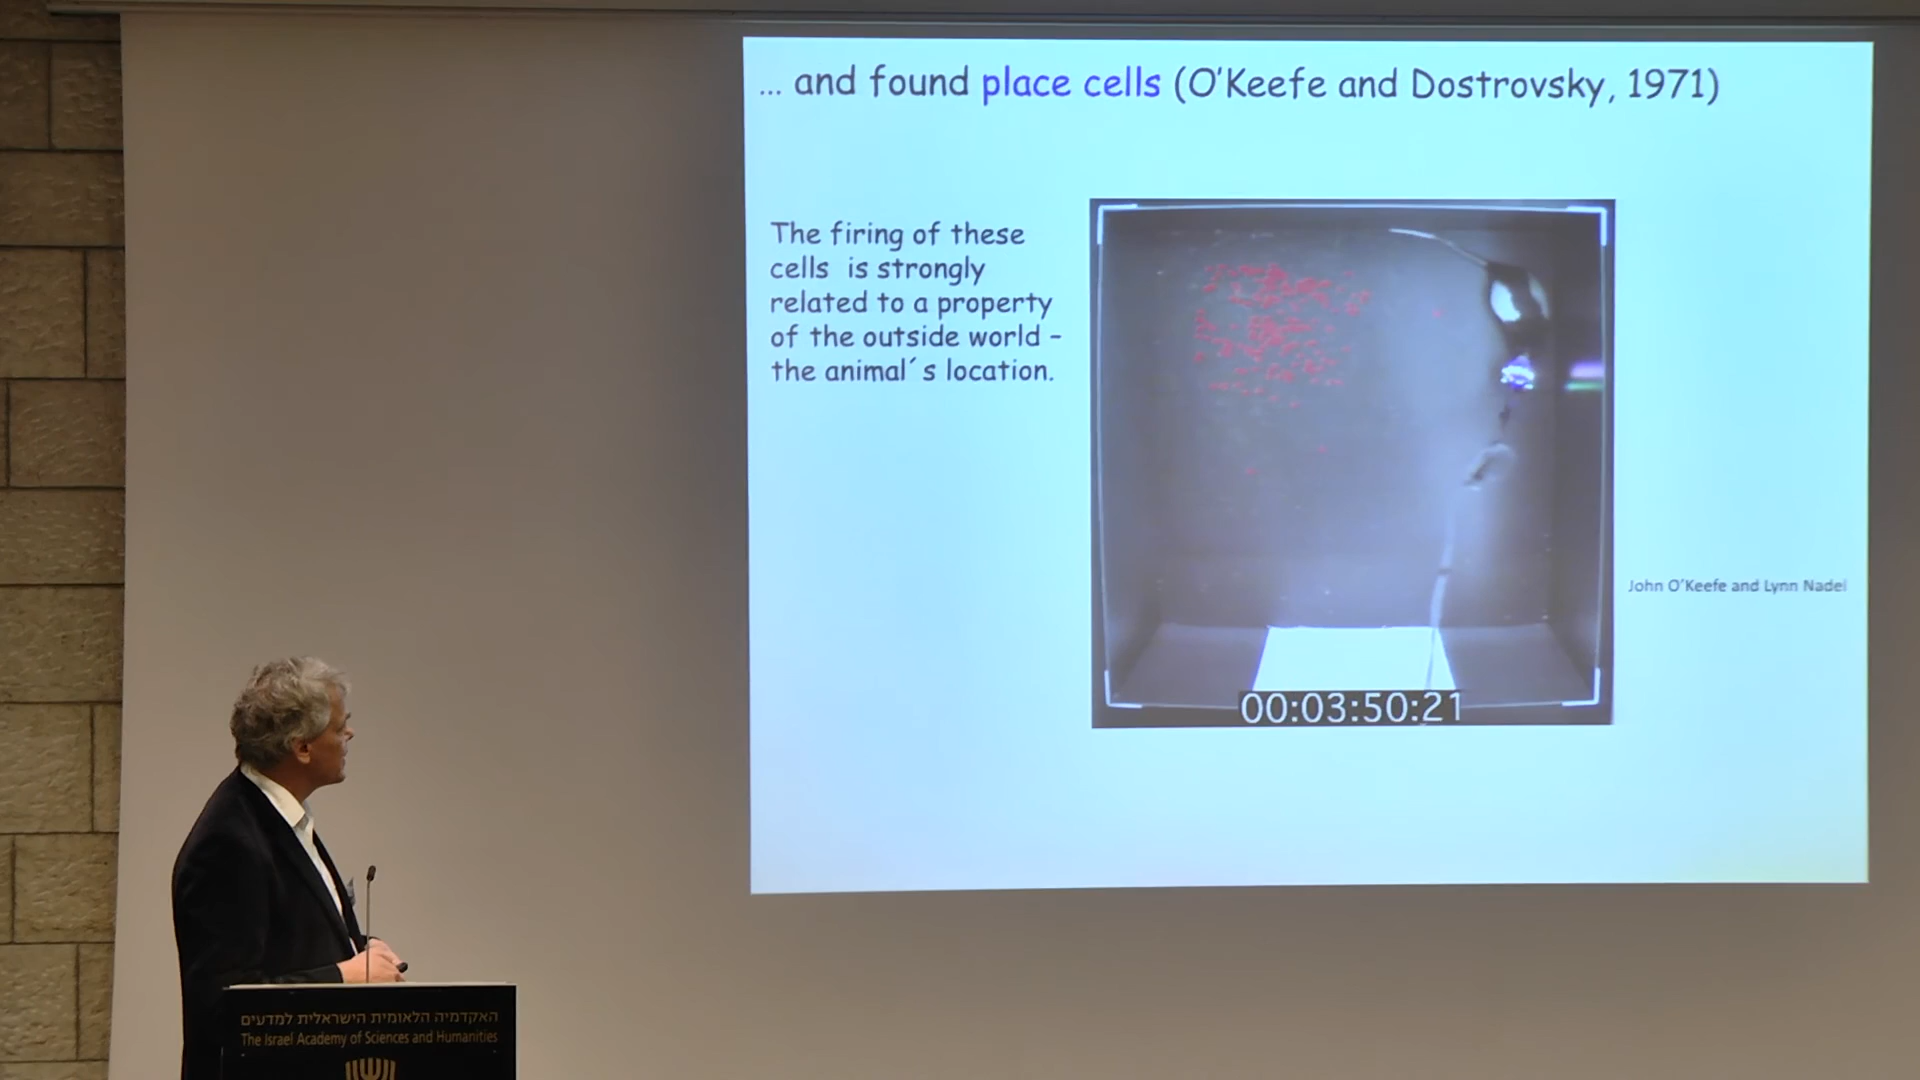 ... and found place cells (O'Keefe and Dostrovsky, 1971)
The firing of these
cells is strongly
related to a property
of the outside world –
the animal´s location.
John O'Keefe and Lynn Nadel
00:03:50:21
האקדמיה הלאומית הישראלית למדעים
The Israel Academy of Sciences and Humanities